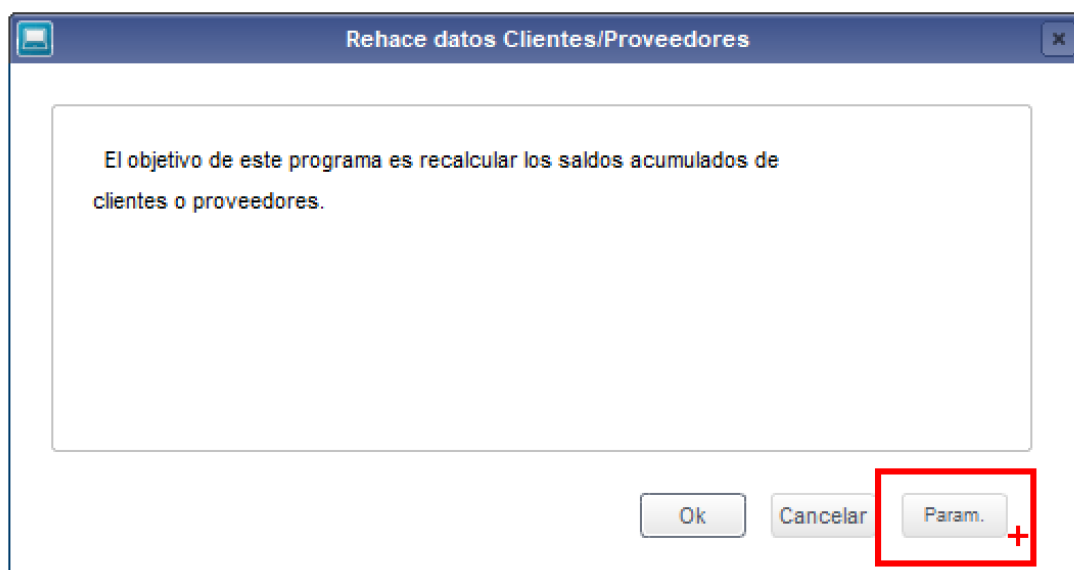 Rehace datos Clientes/Proveedores
El objetivo de este programa es recalcular los saldos acumulados de
clientes o proveedores.
Ok
Cancelar
Param.